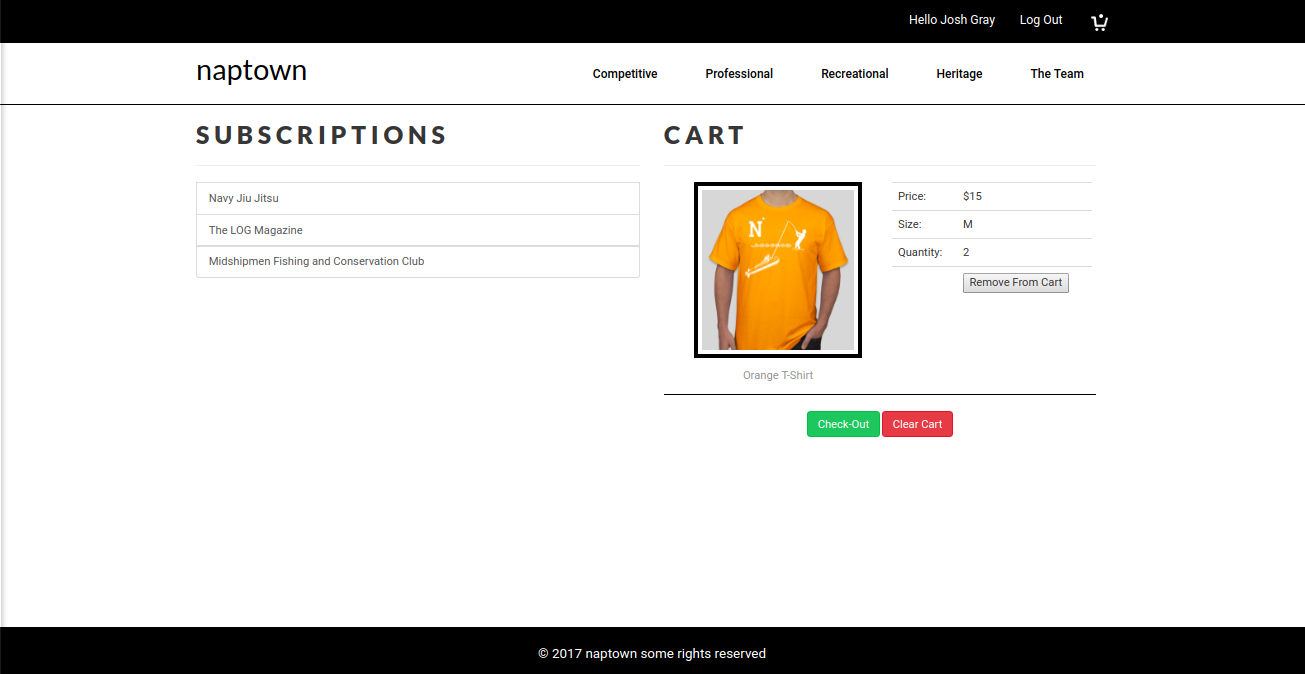 Hello Josh Gray Log Out
naptown
Competitive Professional Recreational Heritage The Team
SUBSCRIPTIONS
Navy Jiu Jitsu
The LOG Magazine
Midshipmen Fishing and Conservation Club
CART
N*
Orange T-Shirt
Price: $15
Size: M
Quantity: 2
Remove From Cart
Check-Out Clear Cart
© 2017 naptown some rights reserved